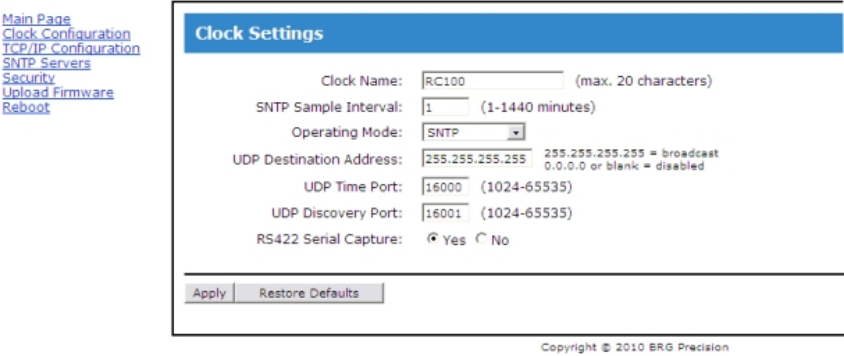 Main Page
Clock Configuration
TCP/IP Configuration
SNTP Servers
Security
Upload Firmware
Reboot
Clock Settings
Clock Name: RC100 (max. 20 characters)
SNTP Sample Interval: 1 (1-1440 minutes)
Operating Mode: SNTP
UDP Destination Address: 255.255.255.255 255.255.255.255 = broadcast
0.0.0.0 or blank = disabled
UDP Time Port: 16000 (1024-65535)
UDP Discovery Port: 16001 (1024-65535)
RS422 Serial Capture: Yes No
Apply Restore Defaults
Copyright © 2010 BRG Precision